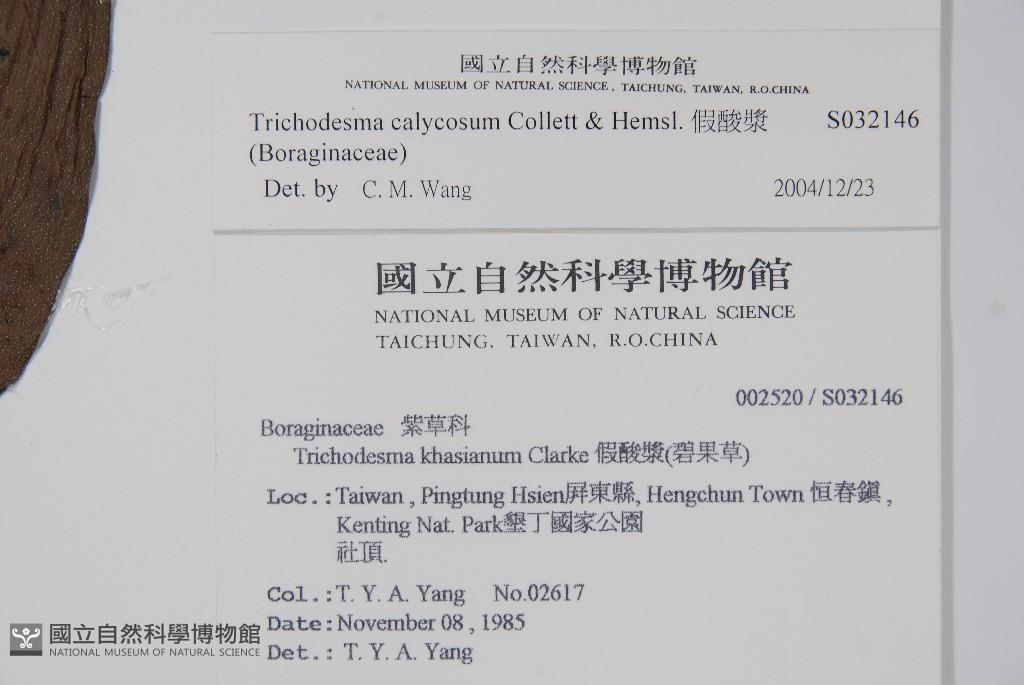 國立自然科學博物館
NATIONAL MUSEUM OF NATURAL SCIENCE, TAICHUNG, TAIWAN, R.O.CHINA
Trichodesma calycosum Collett & Hemsl. 假酸漿 S032146
(Boraginaceae)
Det. by C. M. Wang 2004/12/23
國立自然科學博物館
NATIONAL MUSEUM OF NATURAL SCIENCE
TAICHUNG, TAIWAN, R.O.CHINA
002520 / S032146
Boraginaceae 紫草科
Trichodesma khasianum Clarke 假酸漿(碧果草)
Loc.:Taiwan , Pingtung Hsien屏東縣, Hengchun Town 恒春鎮 ,
Kenting Nat. Park墾丁國家公園
社頂.
Col.:T. Y. A. Yang No.02617
Date:November 08 , 1985
Det.: T. Y. A. Yang
國立自然科學博物館
NATIONAL MUSEUM OF NATURAL SCIENCE